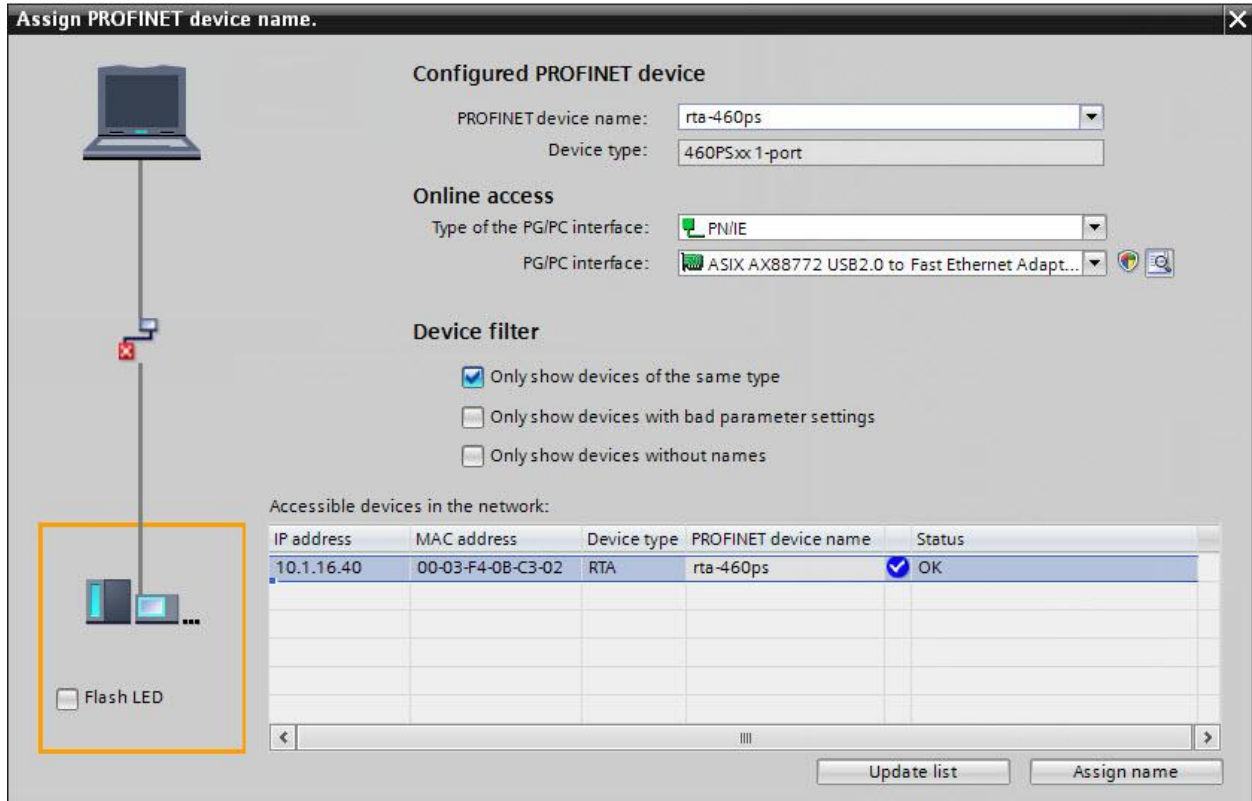 Assign PROFINET device name.
Configured PROFINET device
PROFINET device name: rta-460ps
Device type: 460PSxx 1-port
Online access
Type of the PG/PC interface: PN/IE
PG/PC interface: ASIX AX88772 USB2.0 to Fast Ethernet Adapt...
Device filter
Only show devices of the same type
Only show devices with bad parameter settings
Only show devices without names
Accessible devices in the network:
IP address MAC address Device type PROFINET device name Status
10.1.16.40 00-03-F4-0B-C3-02 RTA rta-460ps OK
Flash LED
Update list Assign name